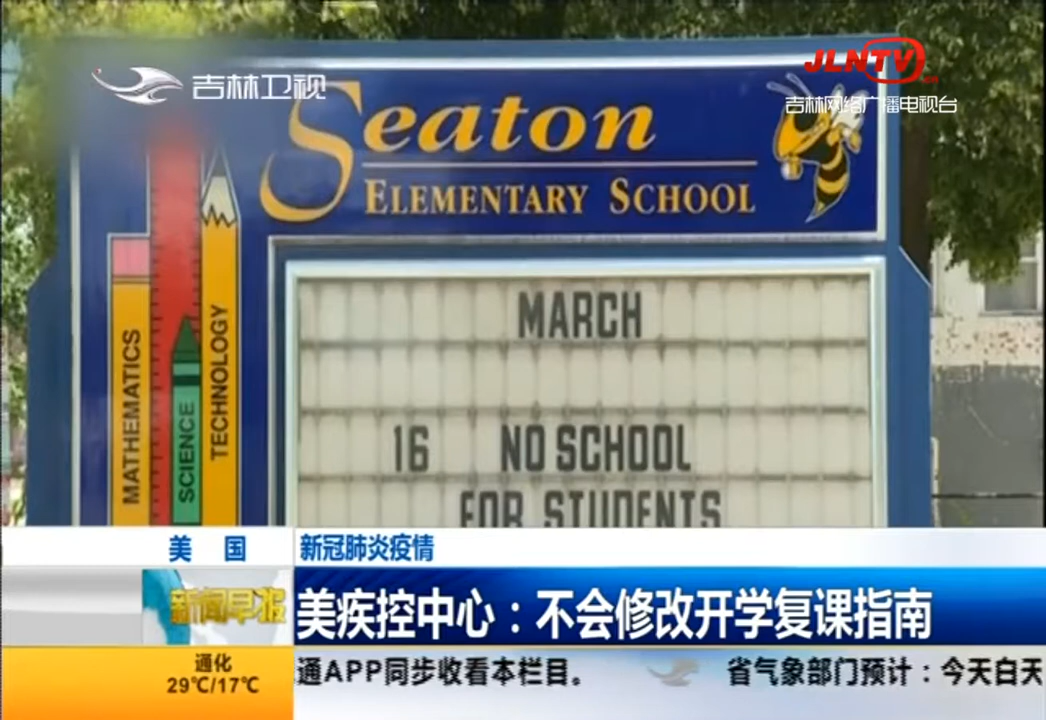 JLNTV
吉林卫视
吉林网络广播电视台
Seaton
ELEMENTARY SCHOOL
MATHEMATICS
SCIENCE
TECHNOLOGY
MARCH
16 NO SCHOOL
FOR STUDENTS
美 国
新冠肺炎疫情
新闻早报
美疾控中心：不会修改开学复课指南
通化
29℃/17℃
通APP同步收看本栏目。 省气象部门预计：今天白天